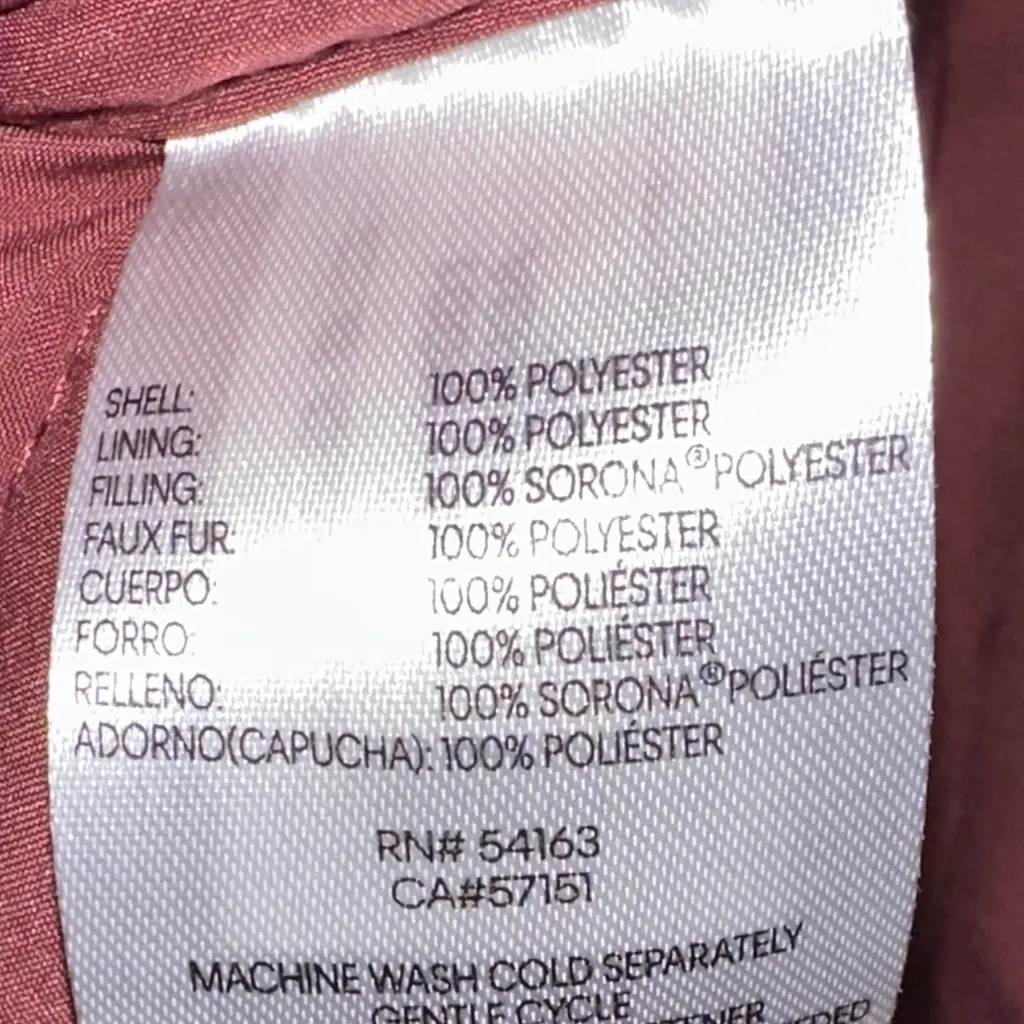 SHELL: 100% POLYESTER
LINING: 100% POLYESTER
FILLING: 100% SORONA® POLYESTER
FAUX FUR: 100% POLYESTER
CUERPO: 100% POLIÉSTER
FORRO: 100% POLIÉSTER
RELLENO: 100% SORONA® POLIÉSTER
ADORNO(CAPUCHA): 100% POLIÉSTER
RN# 54163
CA#57151
MACHINE WASH COLD SEPARATELY
GENTLE CYCLE